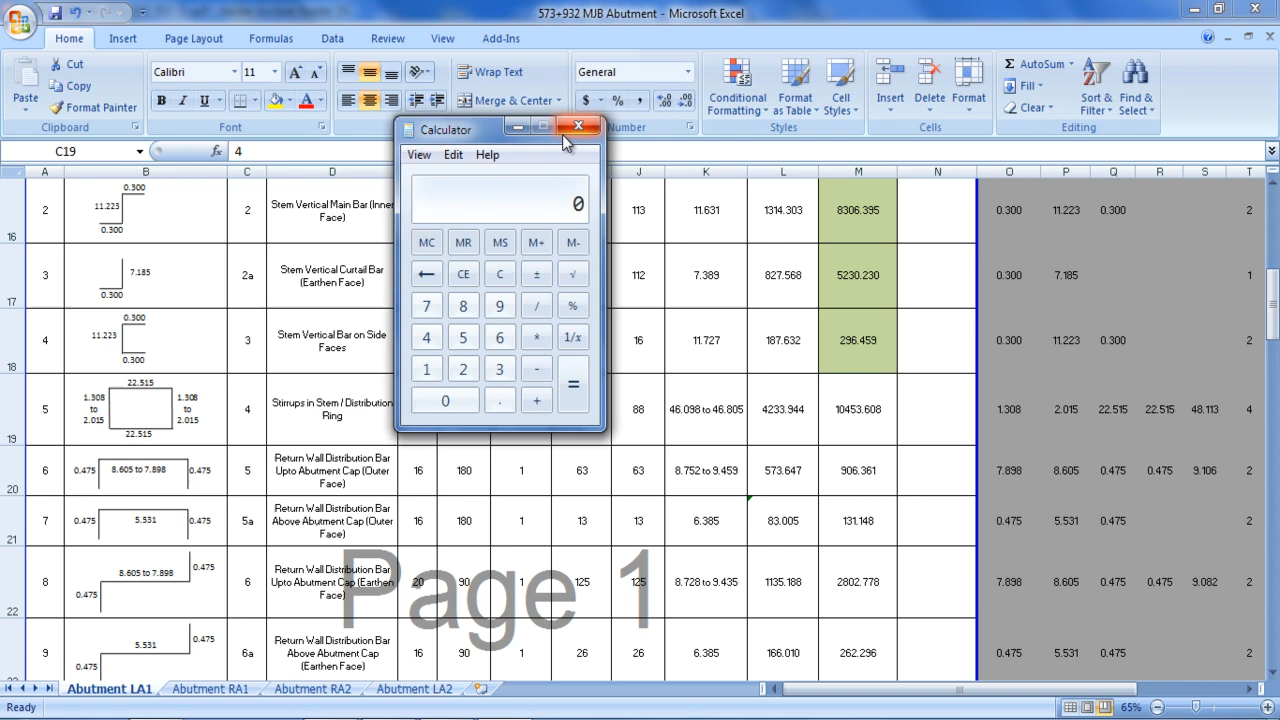 573+932 MJB Abutment - Microsoft Excel
Home Insert Page Layout Formulas Data Review View Add-Ins
Paste Cut Copy Format Painter
Calibri 11 A A
B I U A
Wrap Text
Merge & Center
General
$ % ,
Conditional Formatting Format as Table Cell Styles
Insert Delete Format
Σ AutoSum Fill Clear
Sort & Filter Find & Select
Clipboard Font Number Styles Cells Editing
C19 fx 4
A B C D J K L M N O P Q R S T
16 2 0.300 11.223 0.300 2 Stem Vertical Main Bar (Inner Face) 113 11.631 1314.303 8306.395 0.300 11.223 0.300 2
17 3 7.185 0.300 2a Stem Vertical Curtail Bar (Earthen Face) 112 7.389 827.568 5230.230 0.300 7.185 1
18 4 0.300 11.223 0.300 3 Stem Vertical Bar on Side Faces 16 11.727 187.632 296.459 0.300 11.223 0.300 2
19 5 22.515 1.308 to 2.015 1.308 to 2.015 22.515 4 Stirrups in Stem / Distribution Ring 88 46.098 to 46.805 4233.944 10453.608 1.308 2.015 22.515 22.515 48.113 4
20 6 0.475 8.605 to 7.898 0.475 5 Return Wall Distribution Bar Upto Abutment Cap (Outer Face) 16 180 1 63 63 8.752 to 9.459 573.647 906.361 7.898 8.605 0.475 0.475 9.106 2
21 7 0.475 5.531 0.475 5a Return Wall Distribution Bar Above Abutment Cap (Outer Face) 16 180 1 13 13 6.385 83.005 131.148 0.475 5.531 0.475 2
22 8 8.605 to 7.898 0.475 0.475 6 Return Wall Distribution Bar Upto Abutment Cap (Earthen Face) 20 90 1 125 125 8.728 to 9.435 1135.188 2802.778 7.898 8.605 0.475 0.475 9.082 2
9 5.531 0.475 0.475 6a Return Wall Distribution Bar Above Abutment Cap (Earthen Face) 16 90 1 26 26 6.385 166.010 262.296 0.475 5.531 0.475 2
Page 1
Calculator
View Edit Help
0
MC MR MS M+ M-
← CE C ± √
7 8 9 / %
4 5 6 * 1/x
1 2 3 - =
0 . +
Abutment LA1 Abutment RA1 Abutment RA2 Abutment LA2
Ready 65%